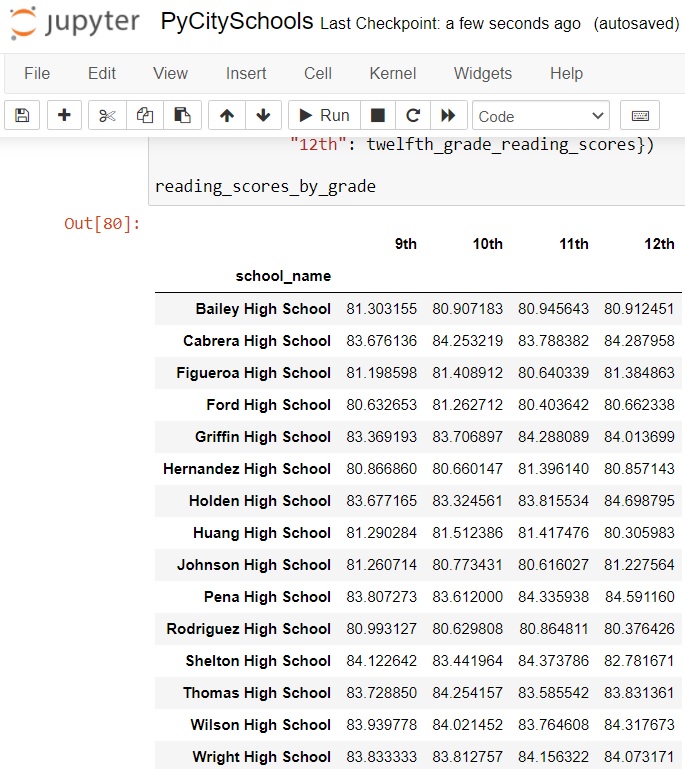 jupyter PyCitySchools Last Checkpoint: a few seconds ago (autosaved)
File Edit View Insert Cell Kernel Widgets Help
Run Code
"12th": twelfth_grade_reading_scores})
reading_scores_by_grade
Out[80]:
9th 10th 11th 12th
school_name
Bailey High School 81.303155 80.907183 80.945643 80.912451
Cabrera High School 83.676136 84.253219 83.788382 84.287958
Figueroa High School 81.198598 81.408912 80.640339 81.384863
Ford High School 80.632653 81.262712 80.403642 80.662338
Griffin High School 83.369193 83.706897 84.288089 84.013699
Hernandez High School 80.866860 80.660147 81.396140 80.857143
Holden High School 83.677165 83.324561 83.815534 84.698795
Huang High School 81.290284 81.512386 81.417476 80.305983
Johnson High School 81.260714 80.773431 80.616027 81.227564
Pena High School 83.807273 83.612000 84.335938 84.591160
Rodriguez High School 80.993127 80.629808 80.864811 80.376426
Shelton High School 84.122642 83.441964 84.373786 82.781671
Thomas High School 83.728850 84.254157 83.585542 83.831361
Wilson High School 83.939778 84.021452 83.764608 84.317673
Wright High School 83.833333 83.812757 84.156322 84.073171